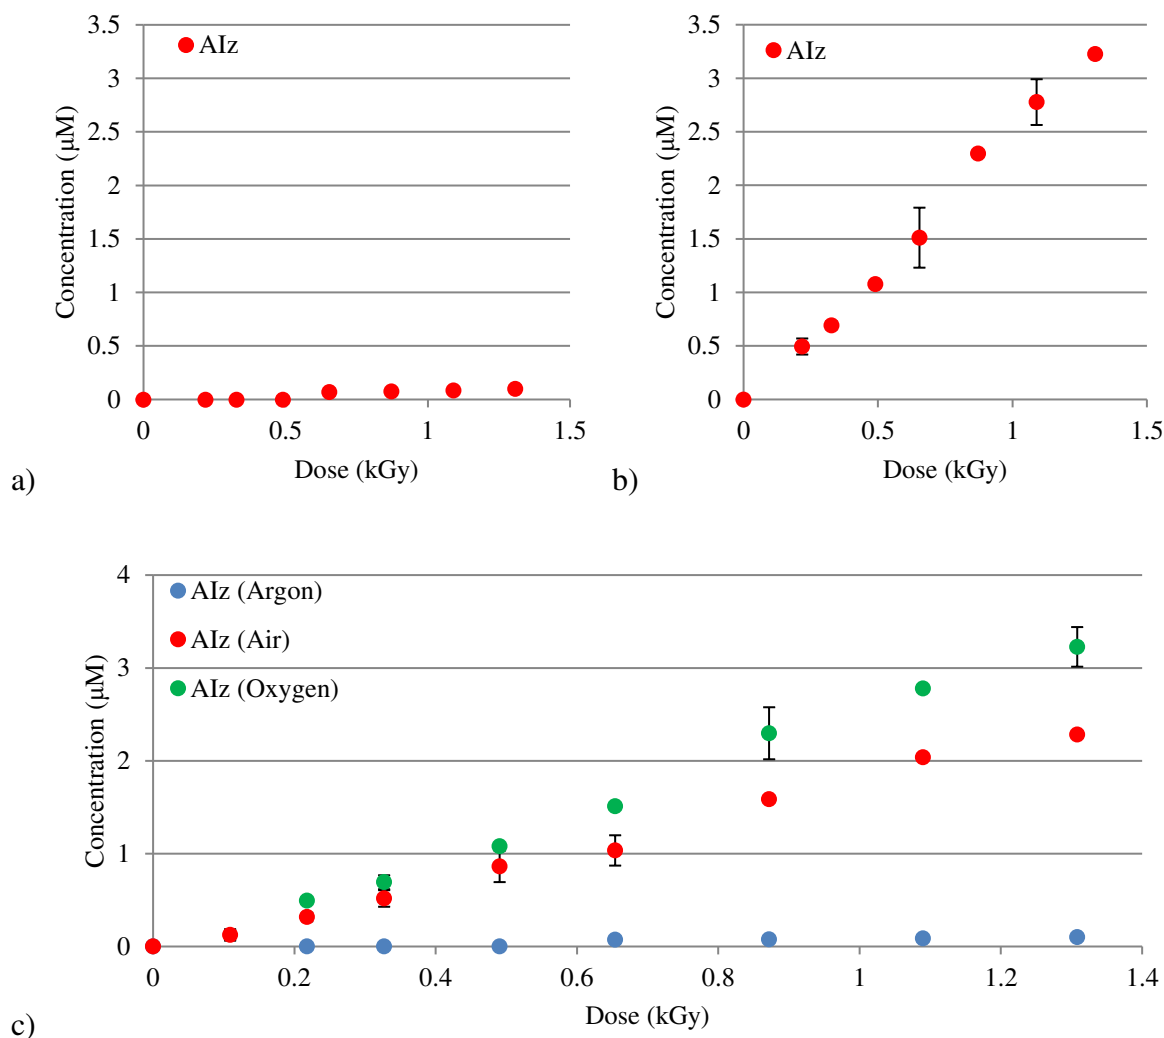 3.5
3
2.5
2
1.5
1
0.5
0
Concentration (µM)
AIz
0 0.5 1 1.5
Dose (kGy)
a)
3.5
3
2.5
2
1.5
1
0.5
0
Concentration (µM)
AIz
0 0.5 1 1.5
Dose (kGy)
b)
4
3
2
1
0
Concentration (µM)
AIz (Argon)
AIz (Air)
AIz (Oxygen)
0 0.2 0.4 0.6 0.8 1 1.2 1.4
Dose (kGy)
c)